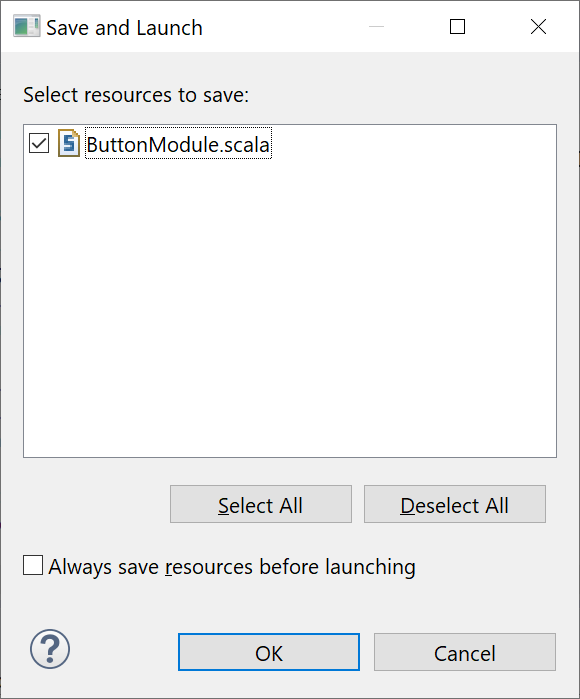 Save and Launch
Select resources to save:
ButtonModule.scala
Select All
Deselect All
Always save resources before launching
OK
Cancel